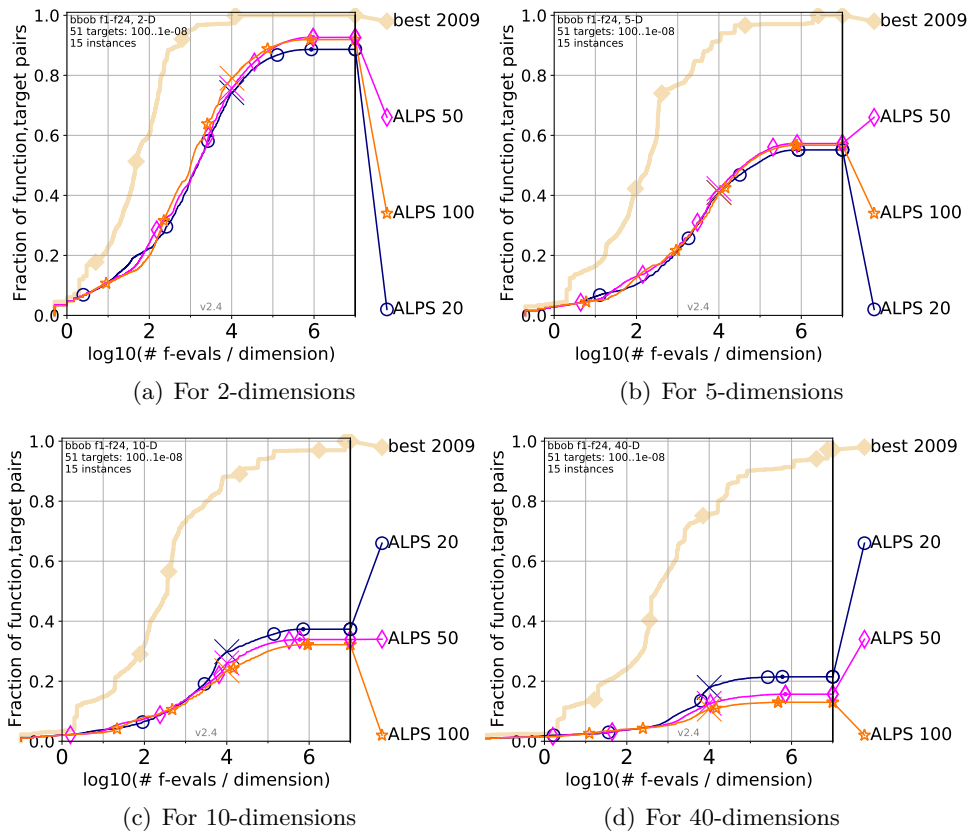 bbob f1-f24, 2-D
51 targets: 100..1e-08
15 instances
Fraction of function,target pairs
1.0
0.8
0.6
0.4
0.2
0.0
0
2
4
6
v2.4
log10(# f-evals / dimension)
best 2009
ALPS 50
ALPS 100
ALPS 20
(a) For 2-dimensions
bbob f1-f24, 5-D
51 targets: 100..1e-08
15 instances
Fraction of function,target pairs
1.0
0.8
0.6
0.4
0.2
0.0
0
2
4
6
v2.4
log10(# f-evals / dimension)
best 2009
ALPS 50
ALPS 100
ALPS 20
(b) For 5-dimensions
bbob f1-f24, 10-D
51 targets: 100..1e-08
15 instances
Fraction of function,target pairs
1.0
0.8
0.6
0.4
0.2
0.0
0
2
4
6
v2.4
log10(# f-evals / dimension)
best 2009
ALPS 20
ALPS 50
ALPS 100
(c) For 10-dimensions
bbob f1-f24, 40-D
51 targets: 100..1e-08
15 instances
Fraction of function,target pairs
1.0
0.8
0.6
0.4
0.2
0.0
0
2
4
6
v2.4
log10(# f-evals / dimension)
best 2009
ALPS 20
ALPS 50
ALPS 100
(d) For 40-dimensions